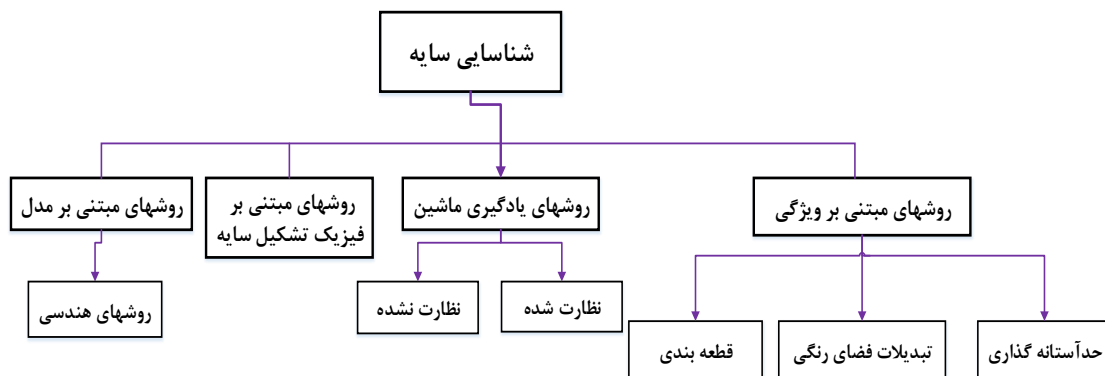 شناسایی سایه
روشهای مبتنی بر ویژگی
روشهای یادگیری ماشین
روشهای مبتنی بر
فیزیک تشکیل سایه
روشهای مبتنی بر مدل
حدآستانه گذاری
تبدیلات فضای رنگی
قطعه بندی
نظارت شده
نظارت نشده
روشهای هندسی